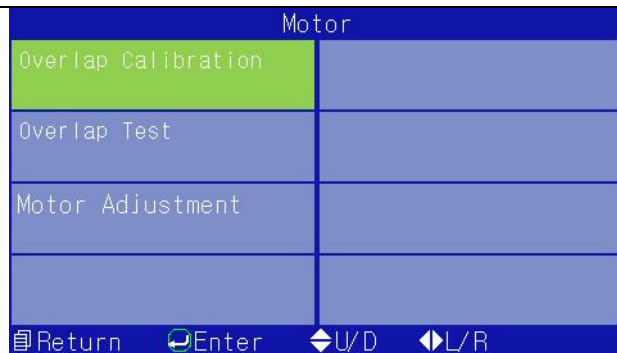 Motor
Overlap Calibration
Overlap Test
Motor Adjustment
Return Enter U/D L/R